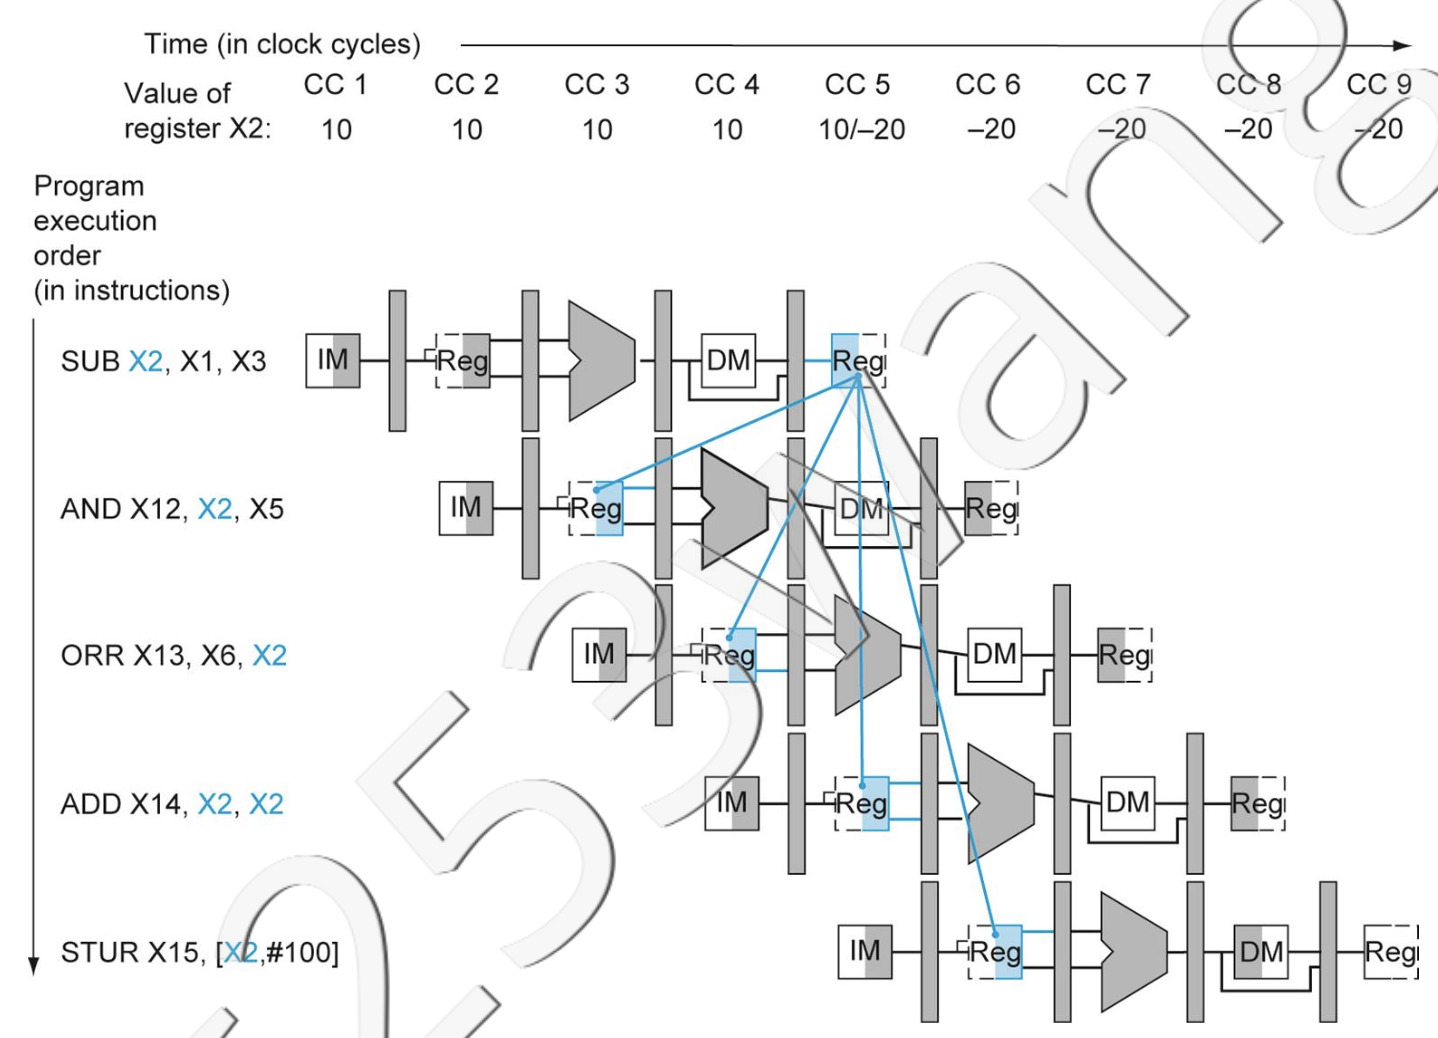 Time (in clock cycles)
CC 1 CC 2 CC 3 CC 4 CC 5 CC 6 CC 7 CC 8 CC 9
Value of
register X2: 10 10 10 10 10/–20 –20 –20 –20 –20
Program
execution
order
(in instructions)
SUB X2, X1, X3 IM Reg DM Reg
AND X12, X2, X5 IM Reg DM Reg
ORR X13, X6, X2 IM Reg DM Reg
ADD X14, X2, X2 IM Reg DM Reg
STUR X15, [X2,#100] IM Reg DM Reg